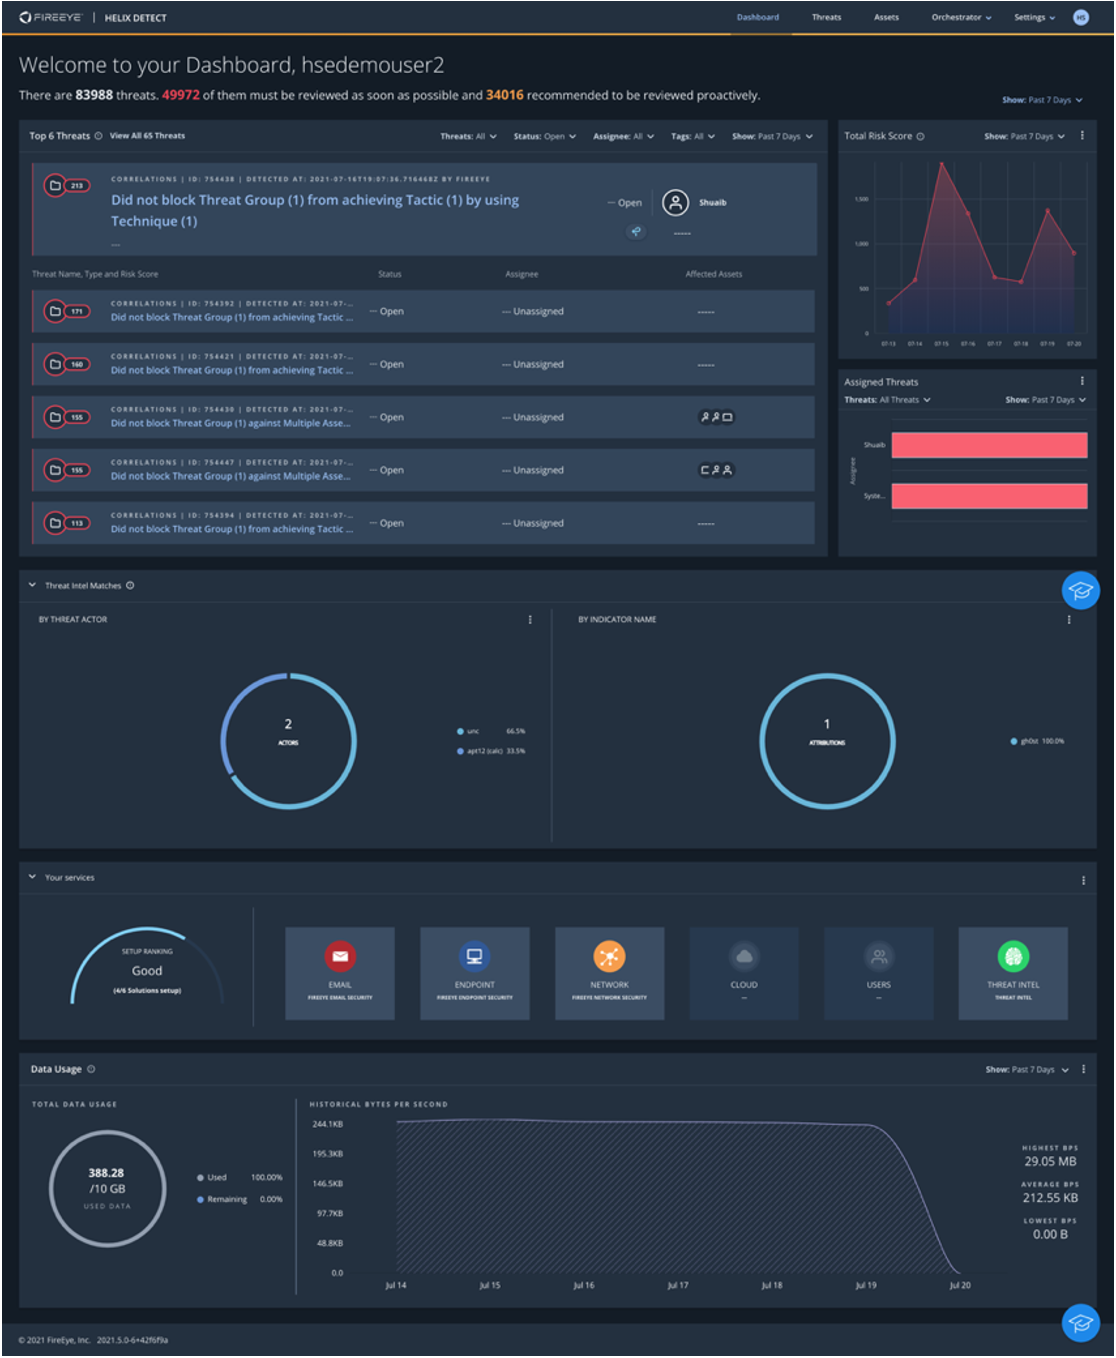 FIREEYE | HELIX DETECT
Dashboard Threats Assets Orchestrator Settings HS
Welcome to your Dashboard, hsedemouser2
There are 83988 threats. 49972 of them must be reviewed as soon as possible and 34016 recommended to be reviewed proactively.
Show: Past 7 Days
Top 6 Threats View All 65 Threats
Threats: All Status: Open Assignee: All Tags: All Show: Past 7 Days
213
CORRELATIONS | ID: 754438 | DETECTED AT: 2021-07-16T19:07:36.716468Z BY FIREEYE
Did not block Threat Group (1) from achieving Tactic (1) by using
Technique (1)
---
--- Open
Shuaib
-----
Threat Name, Type and Risk Score Status Assignee Affected Assets
171
CORRELATIONS | ID: 754392 | DETECTED AT: 2021-07-...
Did not block Threat Group (1) from achieving Tactic ...
--- Open --- Unassigned -----
160
CORRELATIONS | ID: 754421 | DETECTED AT: 2021-07-...
Did not block Threat Group (1) from achieving Tactic ...
--- Open --- Unassigned -----
155
CORRELATIONS | ID: 754430 | DETECTED AT: 2021-07-...
Did not block Threat Group (1) against Multiple Asse...
--- Open --- Unassigned
155
CORRELATIONS | ID: 754447 | DETECTED AT: 2021-07-...
Did not block Threat Group (1) against Multiple Asse...
--- Open --- Unassigned
113
CORRELATIONS | ID: 754394 | DETECTED AT: 2021-07-...
Did not block Threat Group (1) from achieving Tactic ...
--- Open --- Unassigned -----
Total Risk Score Show: Past 7 Days
1,500
1,000
500
0
07-13 07-14 07-15 07-16 07-17 07-18 07-19 07-20
Assigned Threats
Threats: All Threats Show: Past 7 Days
Assignee
Shuaib
Syste...
Threat Intel Matches
BY THREAT ACTOR
2
ACTORS
unc 66.5%
apt12 (calc) 33.5%
BY INDICATOR NAME
1
ATTRIBUTIONS
gh0st 100.0%
Your services
SETUP RANKING
Good
(4/6 Solutions setup)
EMAIL
FIREEYE EMAIL SECURITY
ENDPOINT
FIREEYE ENDPOINT SECURITY
NETWORK
FIREEYE NETWORK SECURITY
CLOUD
--
USERS
--
THREAT INTEL
THREAT INTEL
Data Usage Show: Past 7 Days
TOTAL DATA USAGE
388.28
/10 GB
USED DATA
Used 100.00%
Remaining 0.00%
HISTORICAL BYTES PER SECOND
244.1KB
195.3KB
146.5KB
97.7KB
48.8KB
0.0
Jul 14 Jul 15 Jul 16 Jul 17 Jul 18 Jul 19 Jul 20
HIGHEST BPS
29.05 MB
AVERAGE BPS
212.55 KB
LOWEST BPS
0.00 B
© 2021 FireEye, Inc. 2021.5.0-6+42f6f9a